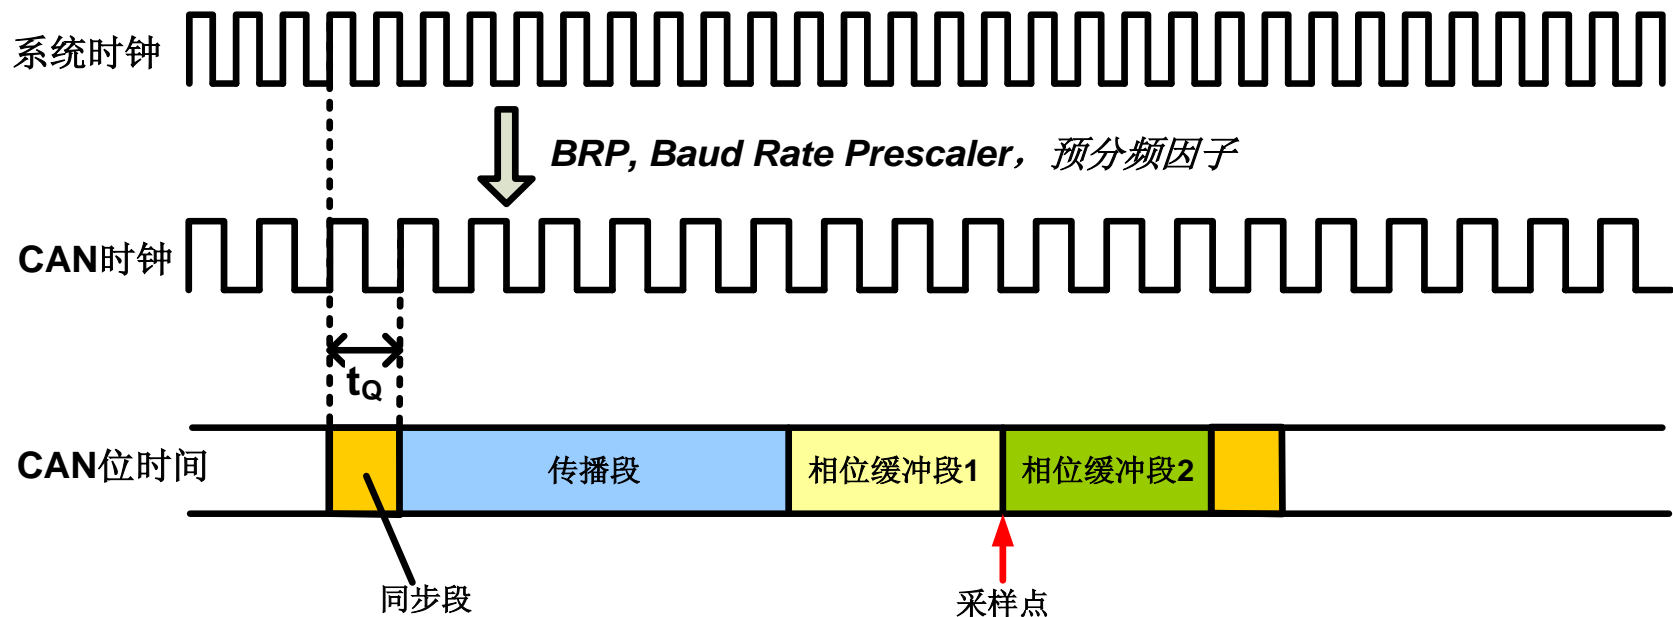 系统时钟
BRP, Baud Rate Prescaler，预分频因子
CAN时钟
tQ
CAN位时间
传播段
相位缓冲段1
相位缓冲段2
同步段
采样点